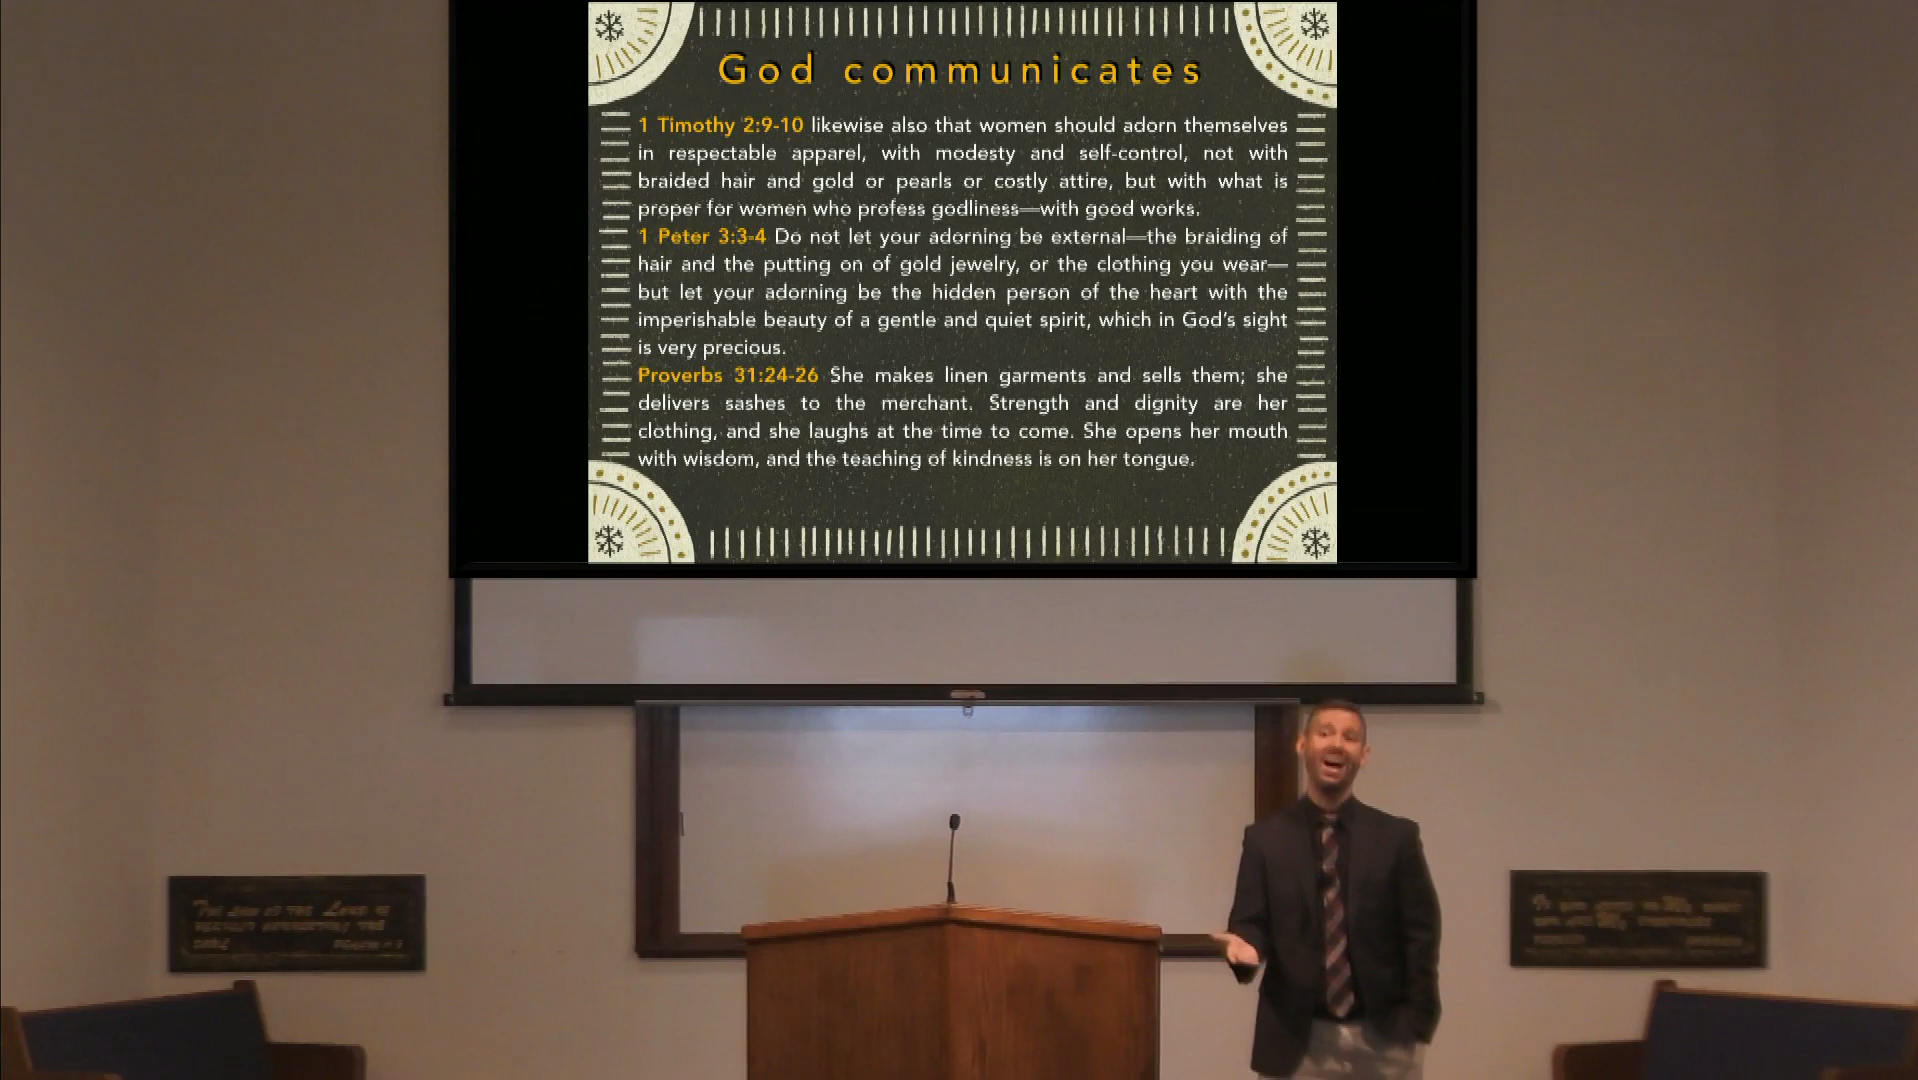 God communicates
1 Timothy 2:9-10 likewise also that women should adorn themselves
in respectable apparel, with modesty and self-control, not with
braided hair and gold or pearls or costly attire, but with what is
proper for women who profess godliness—with good works.
1 Peter 3:3-4 Do not let your adorning be external—the braiding of
hair and the putting on of gold jewelry, or the clothing you wear—
but let your adorning be the hidden person of the heart with the
imperishable beauty of a gentle and quiet spirit, which in God's sight
is very precious.
Proverbs 31:24-26 She makes linen garments and sells them; she
delivers sashes to the merchant. Strength and dignity are her
clothing, and she laughs at the time to come. She opens her mouth
with wisdom, and the teaching of kindness is on her tongue.
The law of the Lord is
perfect